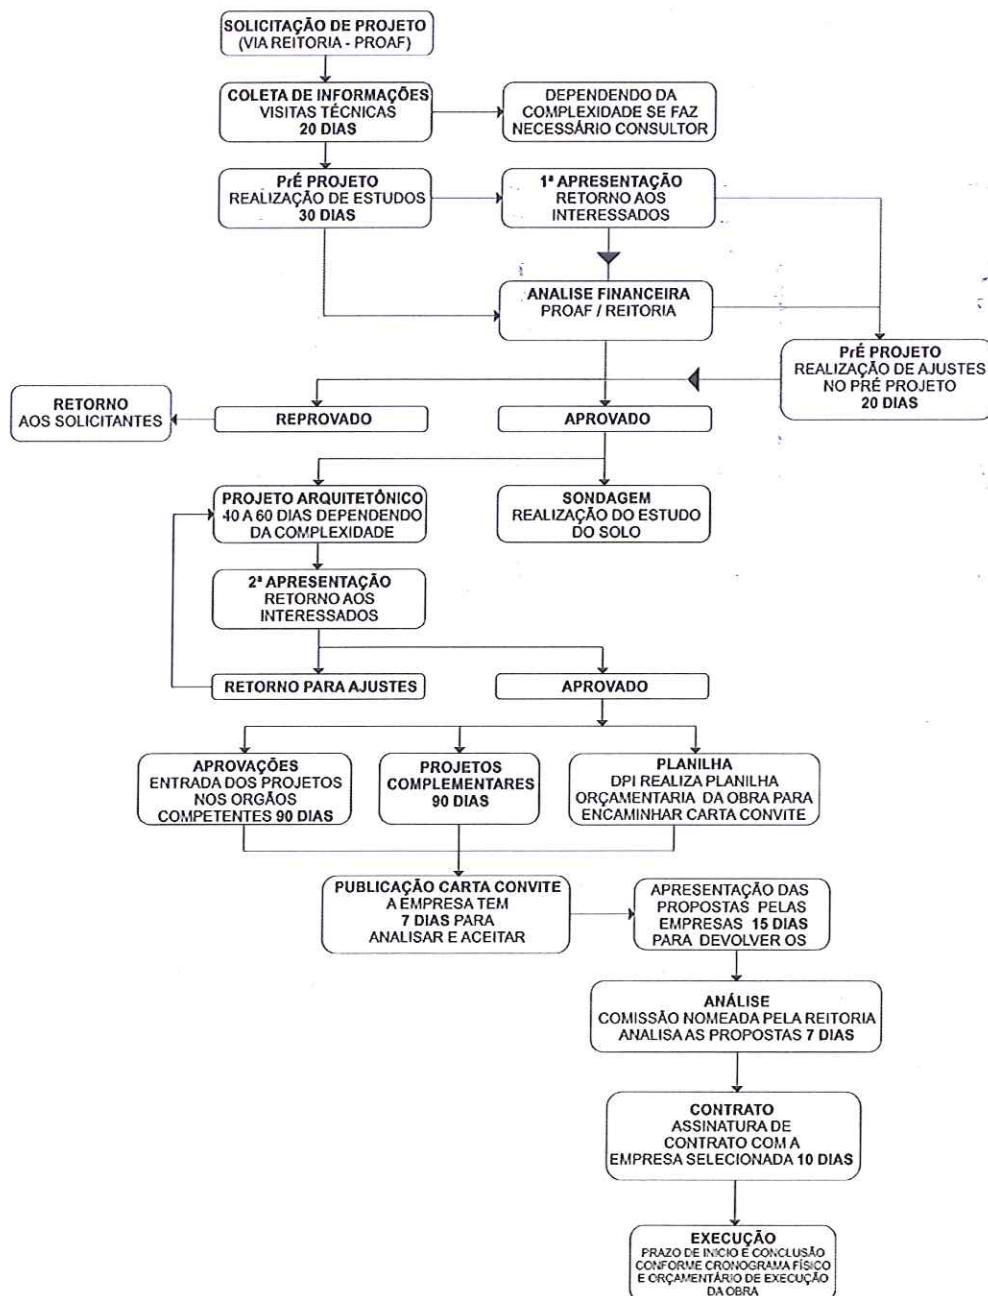 SOLICITAÇÃO DE PROJETO
(VIA REITORIA - PROAF)
COLETA DE INFORMAÇÕES
VISITAS TÉCNICAS
20 DIAS
DEPENDENDO DA
COMPLEXIDADE SE FAZ
NECESSÁRIO CONSULTOR
PrÉ PROJETO
REALIZAÇÃO DE ESTUDOS
30 DIAS
1ª APRESENTAÇÃO
RETORNO AOS
INTERESSADOS
ANALISE FINANCEIRA
PROAF / REITORIA
PrÉ PROJETO
REALIZAÇÃO DE AJUSTES
NO PRÉ PROJETO
20 DIAS
RETORNO
AOS SOLICITANTES
REPROVADO
APROVADO
PROJETO ARQUITETÔNICO
40 A 60 DIAS DEPENDENDO
DA COMPLEXIDADE
SONDAGEM
REALIZAÇÃO DO ESTUDO
DO SOLO
2ª APRESENTAÇÃO
RETORNO AOS
INTERESSADOS
RETORNO PARA AJUSTES
APROVADO
APROVAÇÕES
ENTRADA DOS PROJETOS
NOS ORGÃOS
COMPETENTES 90 DIAS
PROJETOS
COMPLEMENTARES
90 DIAS
PLANILHA
DPI REALIZA PLANILHA
ORÇAMENTARIA DA OBRA PARA
ENCAMINHAR CARTA CONVITE
PUBLICAÇÃO CARTA CONVITE
A EMPRESA TEM
7 DIAS PARA
ANALISAR E ACEITAR
APRESENTAÇÃO DAS
PROPOSTAS PELAS
EMPRESAS 15 DIAS
PARA DEVOLVER OS
ANÁLISE
COMISSÃO NOMEADA PELA REITORIA
ANALISA AS PROPOSTAS 7 DIAS
CONTRATO
ASSINATURA DE
CONTRATO COM A
EMPRESA SELECIONADA 10 DIAS
EXECUÇÃO
PRAZO DE INICIO E CONCLUSÃO
CONFORME CRONOGRAMA FÍSICO
E ORÇAMENTÁRIO DE EXECUÇÃO
DA OBRA